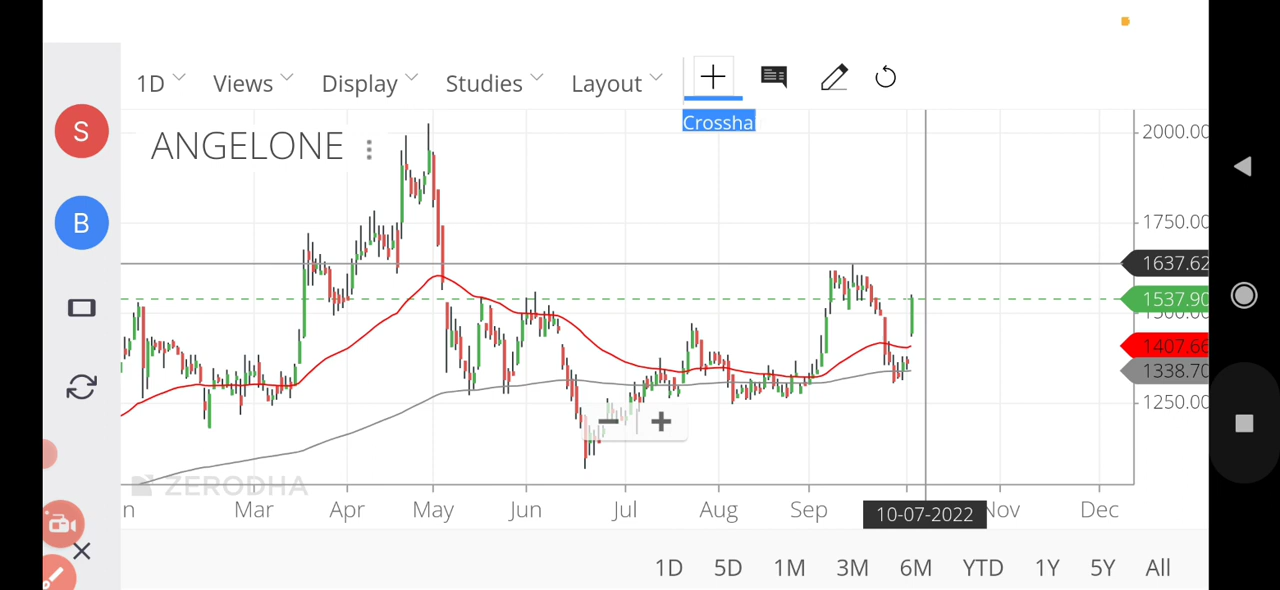 1D Views Display Studies Layout
Crossha
S
ANGELONE
B
2000.00
1750.00
1637.62
1537.90
1407.66
1338.70
1250.00
ZERODHA
n Mar Apr May Jun Jul Aug Sep 10-07-2022 Nov Dec
1D 5D 1M 3M 6M YTD 1Y 5Y All